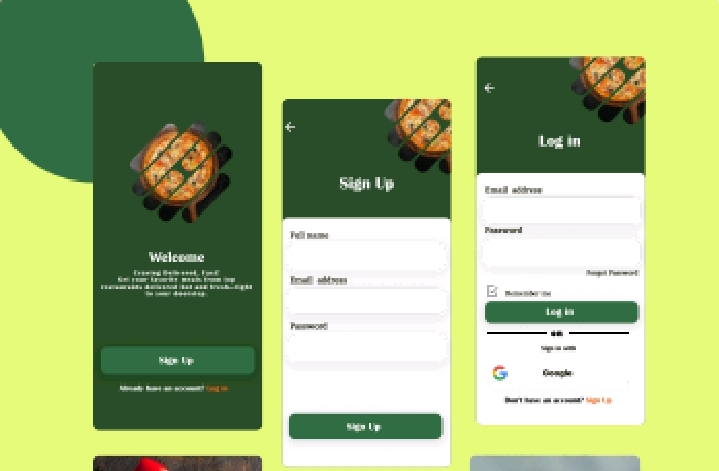 Welcome
Craving Delivered, Fast!
Get your favorite meals from top
restaurants delivered hot and fresh—right
to your doorstep.
Sign Up
Already have an account? Log in
Sign Up
Full name
Email address
Password
Sign Up
Log in
Email address
Password
Forgot Password
Remember me
Log in
OR
Sign in with
Google
Don't have an account? Sign Up